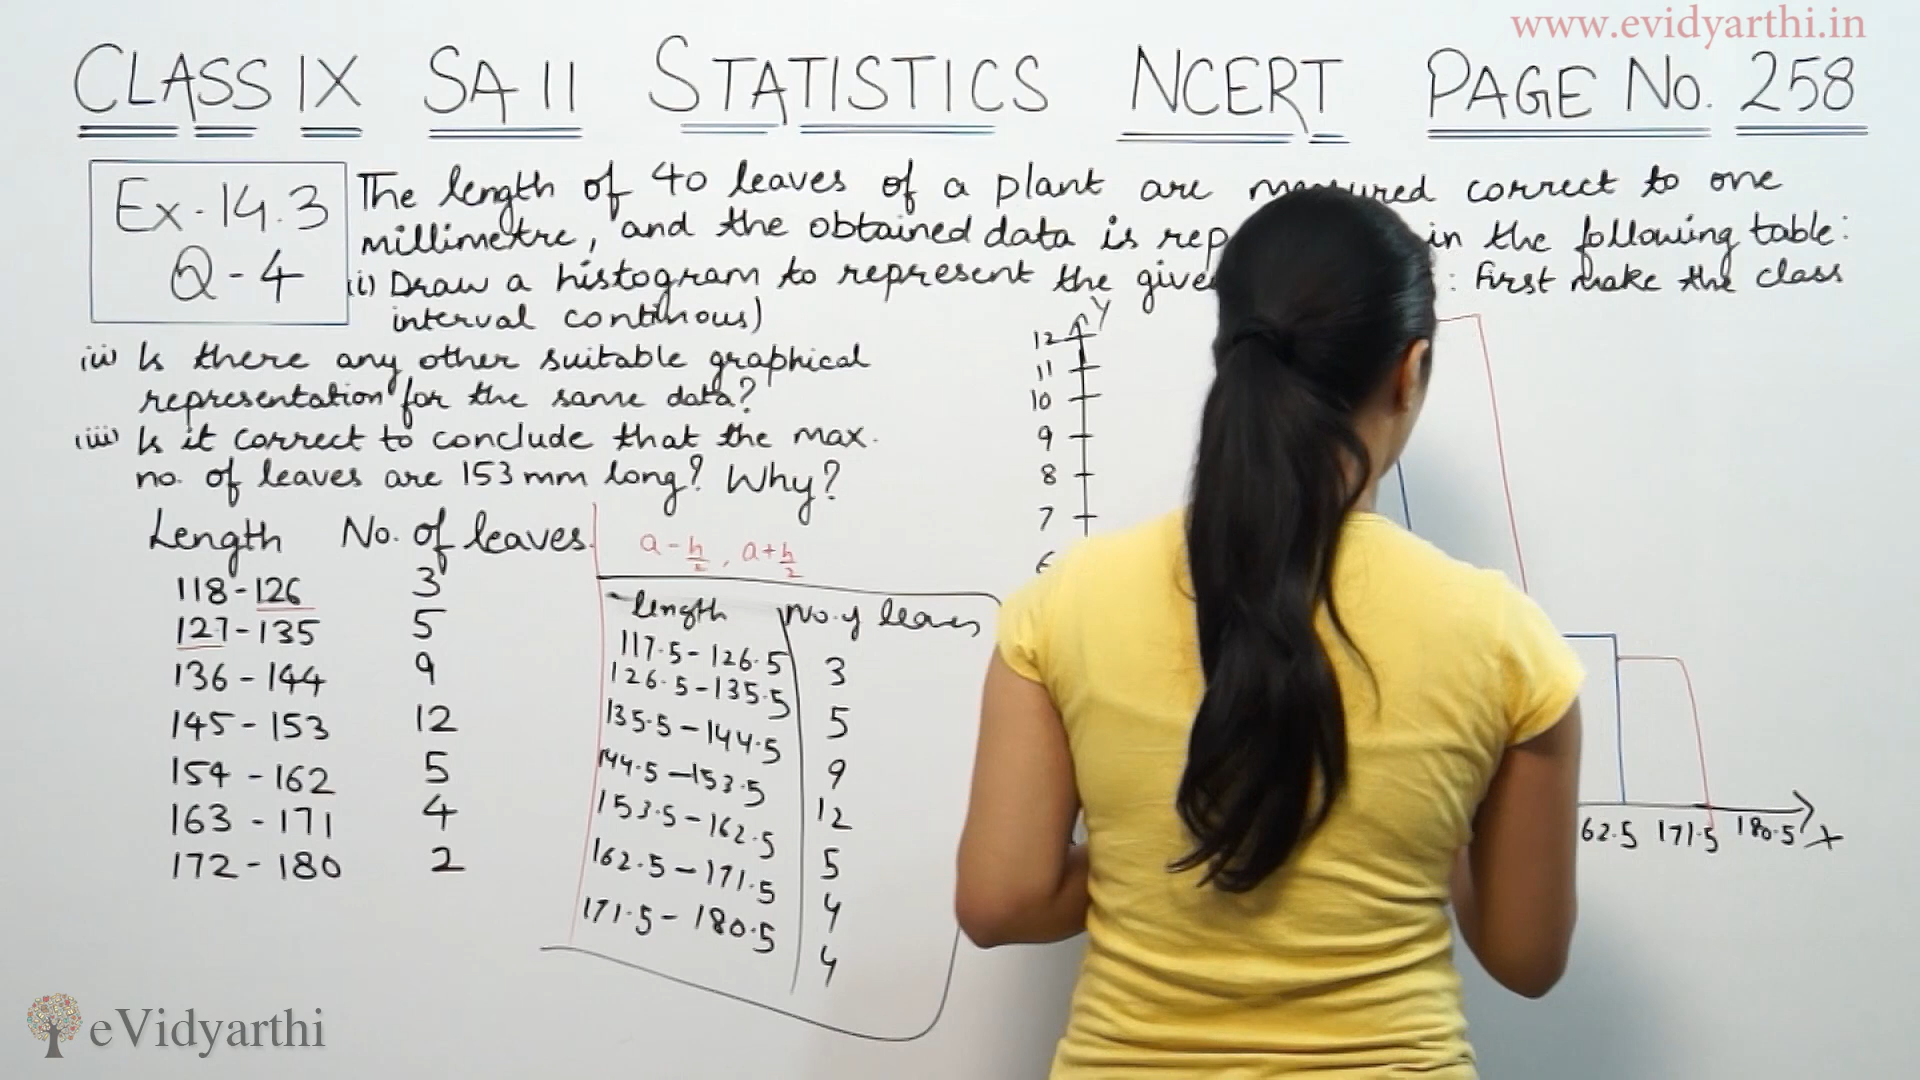 www.evidyarthi.in
CLASS IX SA II STATISTICS NCERT PAGE No. 258
Ex-14.3
Q-4
The length of 40 leaves of a plant are measured correct to one
millimetre, and the obtained data is rep in the following table:
(i) Draw a histogram to represent the give : First make the class
interval continous)
(ii) Is there any other suitable graphical
representation for the same data?
(iii) Is it correct to conclude that the max.
no. of leaves are 153 mm long? Why?
Length No. of leaves.
118-126 3
127-135 5
136-144 9
145-153 12
154-162 5
163-171 4
172-180 2
a-h/2, a+h/2
length No. of leaves
117.5-126.5 3
126.5-135.5 5
135.5-144.5 9
144.5-153.5 12
153.5-162.5 5
162.5-171.5 4
171.5-180.5 4
Y
12
11
10
9
8
7
6
62.5 171.5 180.5 X
eVidyarthi